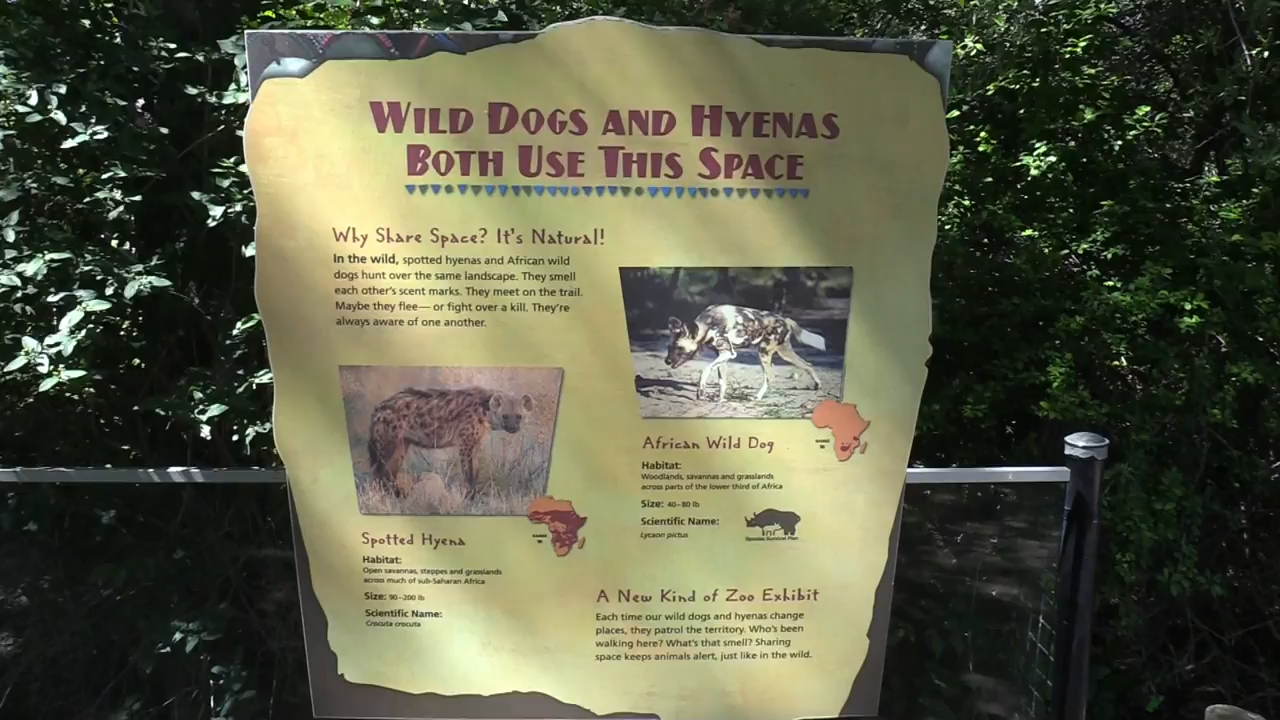 WILD DOGS AND HYENAS
BOTH USE THIS SPACE
Why Share Space? It's Natural!
In the wild, spotted hyenas and African wild
dogs hunt over the same landscape. They smell
each other's scent marks. They meet on the trail.
Maybe they flee— or fight over a kill. They're
always aware of one another.
Spotted Hyena
Habitat:
Open savannas, steppes and grasslands
across much of sub-Saharan Africa
Size: 90–200 lb
Scientific Name:
Crocuta crocuta
African Wild Dog
Habitat:
Woodlands, savannas and grasslands
across parts of the lower third of Africa
Size: 40–80 lb
Scientific Name:
Lycaon pictus
Species Survival Plan
A New Kind of Zoo Exhibit
Each time our wild dogs and hyenas change
places, they patrol the territory. Who's been
walking here? What's that smell? Sharing
space keeps animals alert, just like in the wild.